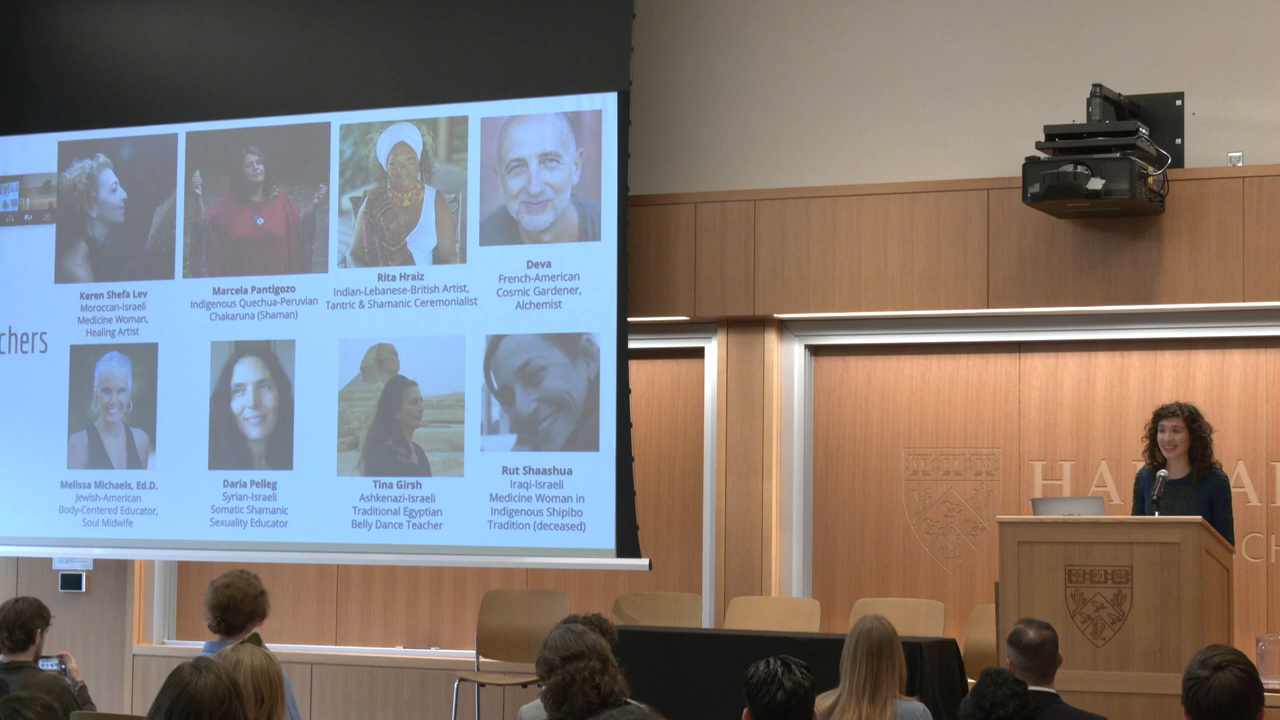 chers
Keren Shefa Lev
Moroccan-Israeli
Medicine Woman,
Healing Artist
Marcela Pantigozo
Indigenous Quechua-Peruvian
Chakaruna (Shaman)
Rita Hraiz
Indian-Lebanese-British Artist,
Tantric & Shamanic Ceremonialist
Deva
French-American
Cosmic Gardener,
Alchemist
Melissa Michaels, Ed.D.
Jewish-American
Body-Centered Educator,
Soul Midwife
Daria Pelleg
Syrian-Israeli
Somatic Shamanic
Sexuality Educator
Tina Girsh
Ashkenazi-Israeli
Traditional Egyptian
Belly Dance Teacher
Rut Shaashua
Iraqi-Israeli
Medicine Woman in
Indigenous Shipibo
Tradition (deceased)
HA
A
CH